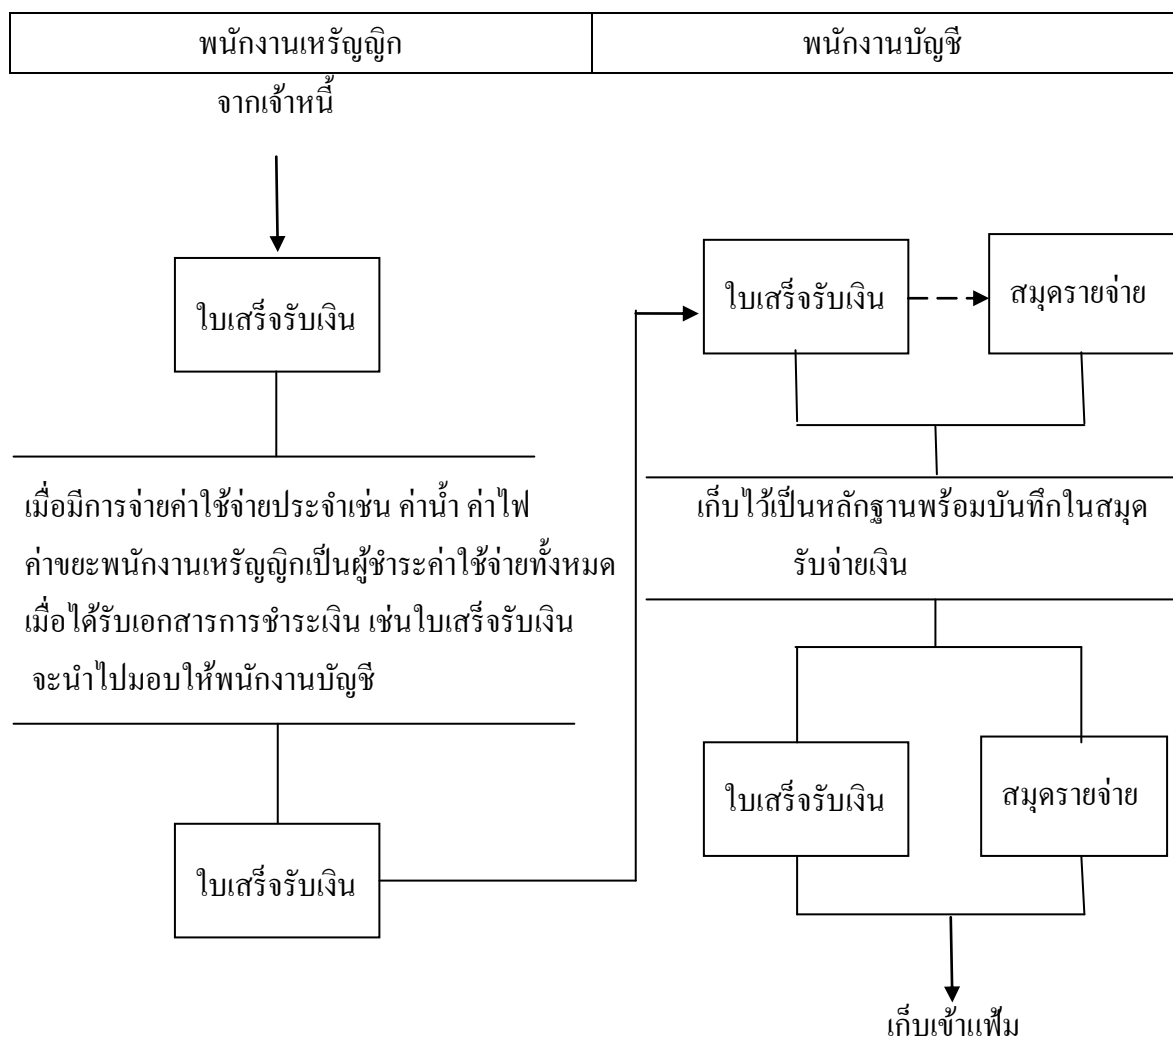 พนักงานเหรัญญิก
พนักงานบัญชี
จากเจ้าหนี้
ใบเสร็จรับเงิน
เมื่อมีการจ่ายค่าใช้จ่ายประจำเช่น ค่าน้ำ ค่าไฟ
ค่าขยะพนักงานเหรัญญิกเป็นผู้ชำระค่าใช้จ่ายทั้งหมด
เมื่อได้รับเอกสารการชำระเงิน เช่นใบเสร็จรับเงิน
จะนำไปมอบให้พนักงานบัญชี
ใบเสร็จรับเงิน
ใบเสร็จรับเงิน
สมุดรายจ่าย
เก็บไว้เป็นหลักฐานพร้อมบันทึกในสมุด
รับจ่ายเงิน
ใบเสร็จรับเงิน
สมุดรายจ่าย
เก็บเข้าแฟ้ม